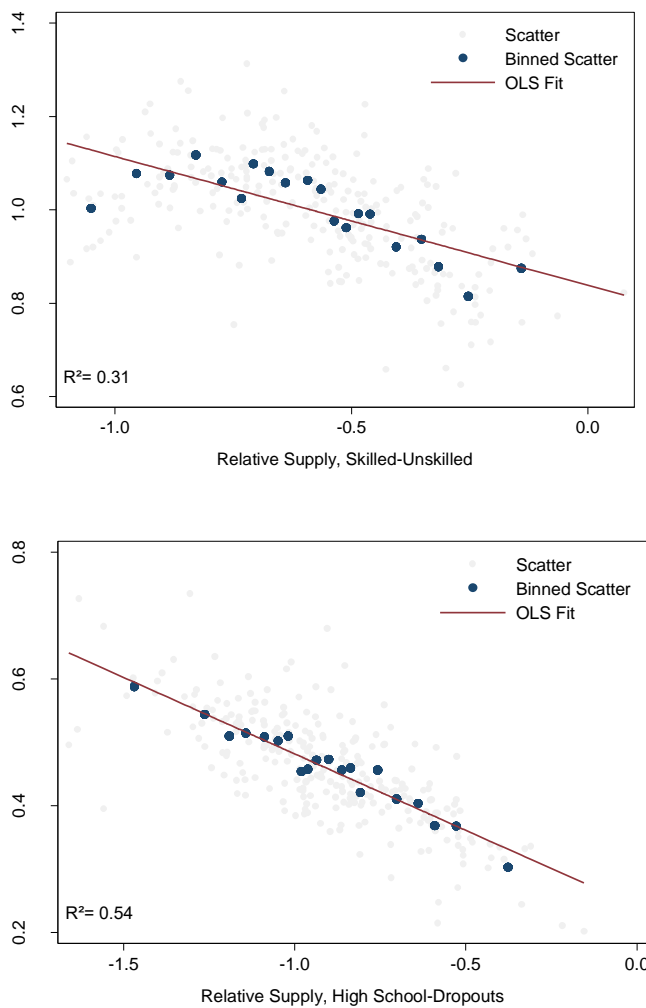 1.4
1.2
1.0
0.8
0.6
Scatter
Binned Scatter
OLS Fit
R²= 0.31
-1.0
-0.5
0.0
Relative Supply, Skilled-Unskilled
0.8
0.6
0.4
0.2
Scatter
Binned Scatter
OLS Fit
R²= 0.54
-1.5
-1.0
-0.5
0.0
Relative Supply, High School-Dropouts